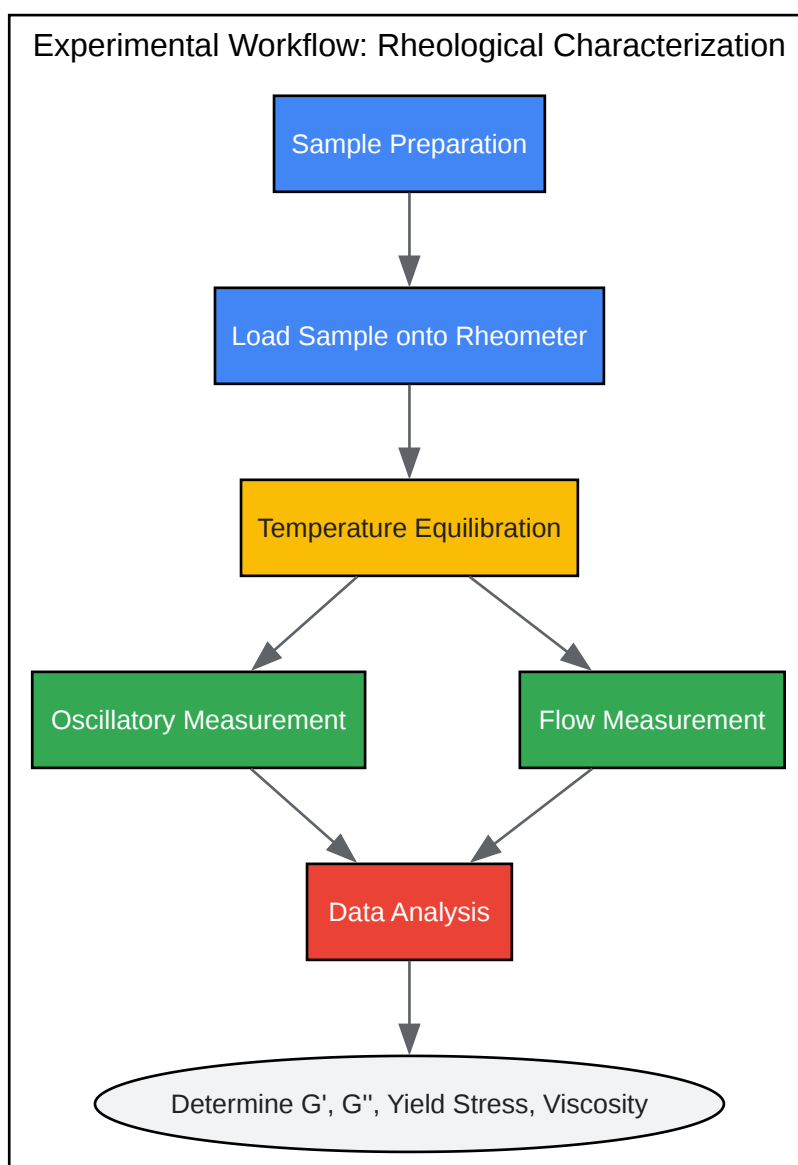 Experimental Workflow: Rheological Characterization
Sample Preparation
Load Sample onto Rheometer
Temperature Equilibration
Oscillatory Measurement
Flow Measurement
Data Analysis
Determine G', G'', Yield Stress, Viscosity